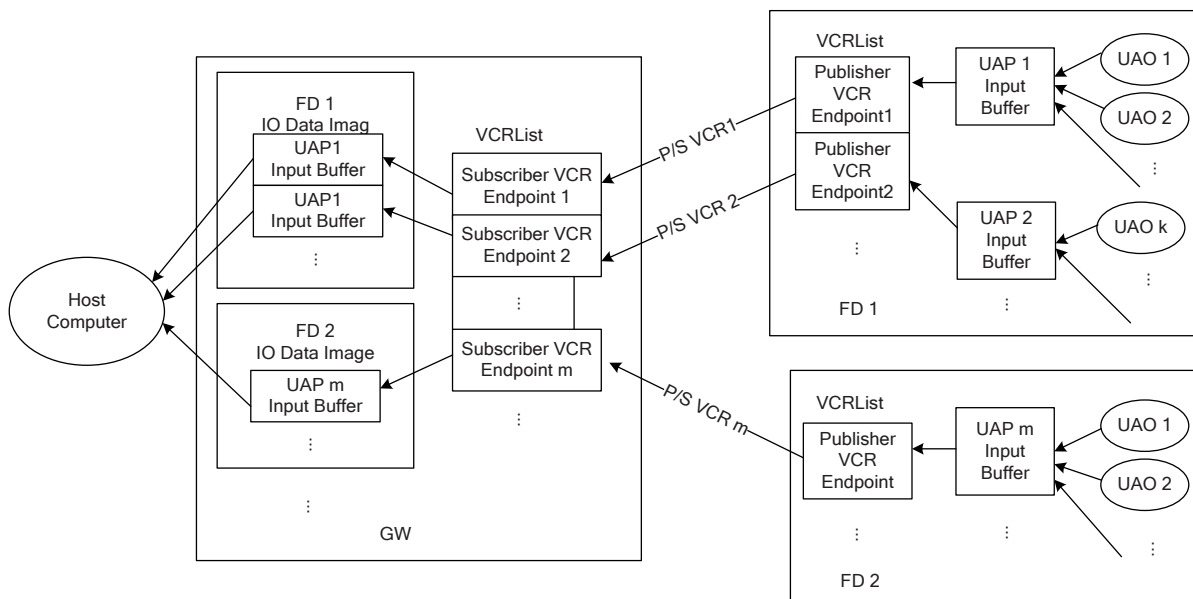 Host
Computer
FD 1
IO Data Imag
UAP1
Input Buffer
UAP1
Input Buffer
⋮
FD 2
IO Data Image
UAP m
Input Buffer
⋮
⋮
VCRList
Subscriber VCR
Endpoint 1
Subscriber VCR
Endpoint 2
⋮
Subscriber VCR
Endpoint m
⋮
GW
P/S VCR1
P/S VCR 2
P/S VCR m
VCRList
Publisher
VCR
Endpoint1
Publisher
VCR
Endpoint2
⋮
FD 1
UAP 1
Input
Buffer
UAP 2
Input
Buffer
⋮
UAO 1
UAO 2
⋮
UAO k
⋮
VCRList
Publisher
VCR
Endpoint
⋮
FD 2
UAP m
Input
Buffer
⋮
UAO 1
UAO 2
⋮